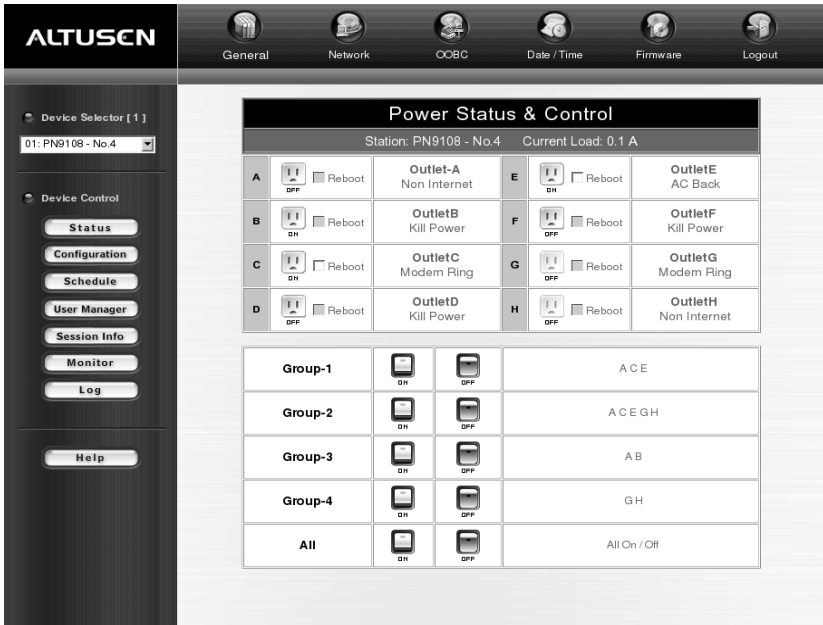 ALTUSEN
General Network OOBC Date / Time Firmware Logout
Device Selector [ 1 ]
01: PN9108 - No.4
Device Control
Status
Configuration
Schedule
User Manager
Session Info
Monitor
Log
Help
Power Status & Control
Station: PN9108 - No.4 Current Load: 0.1 A
A OFF Reboot Outlet-A Non Internet E ON Reboot OutletE AC Back
B ON Reboot OutletB Kill Power F OFF Reboot OutletF Kill Power
C ON Reboot OutletC Modem Ring G OFF Reboot OutletG Modem Ring
D OFF Reboot OutletD Kill Power H OFF Reboot OutletH Non Internet
Group-1 ON OFF A C E
Group-2 ON OFF A C E G H
Group-3 ON OFF A B
Group-4 ON OFF G H
All ON OFF All On / Off